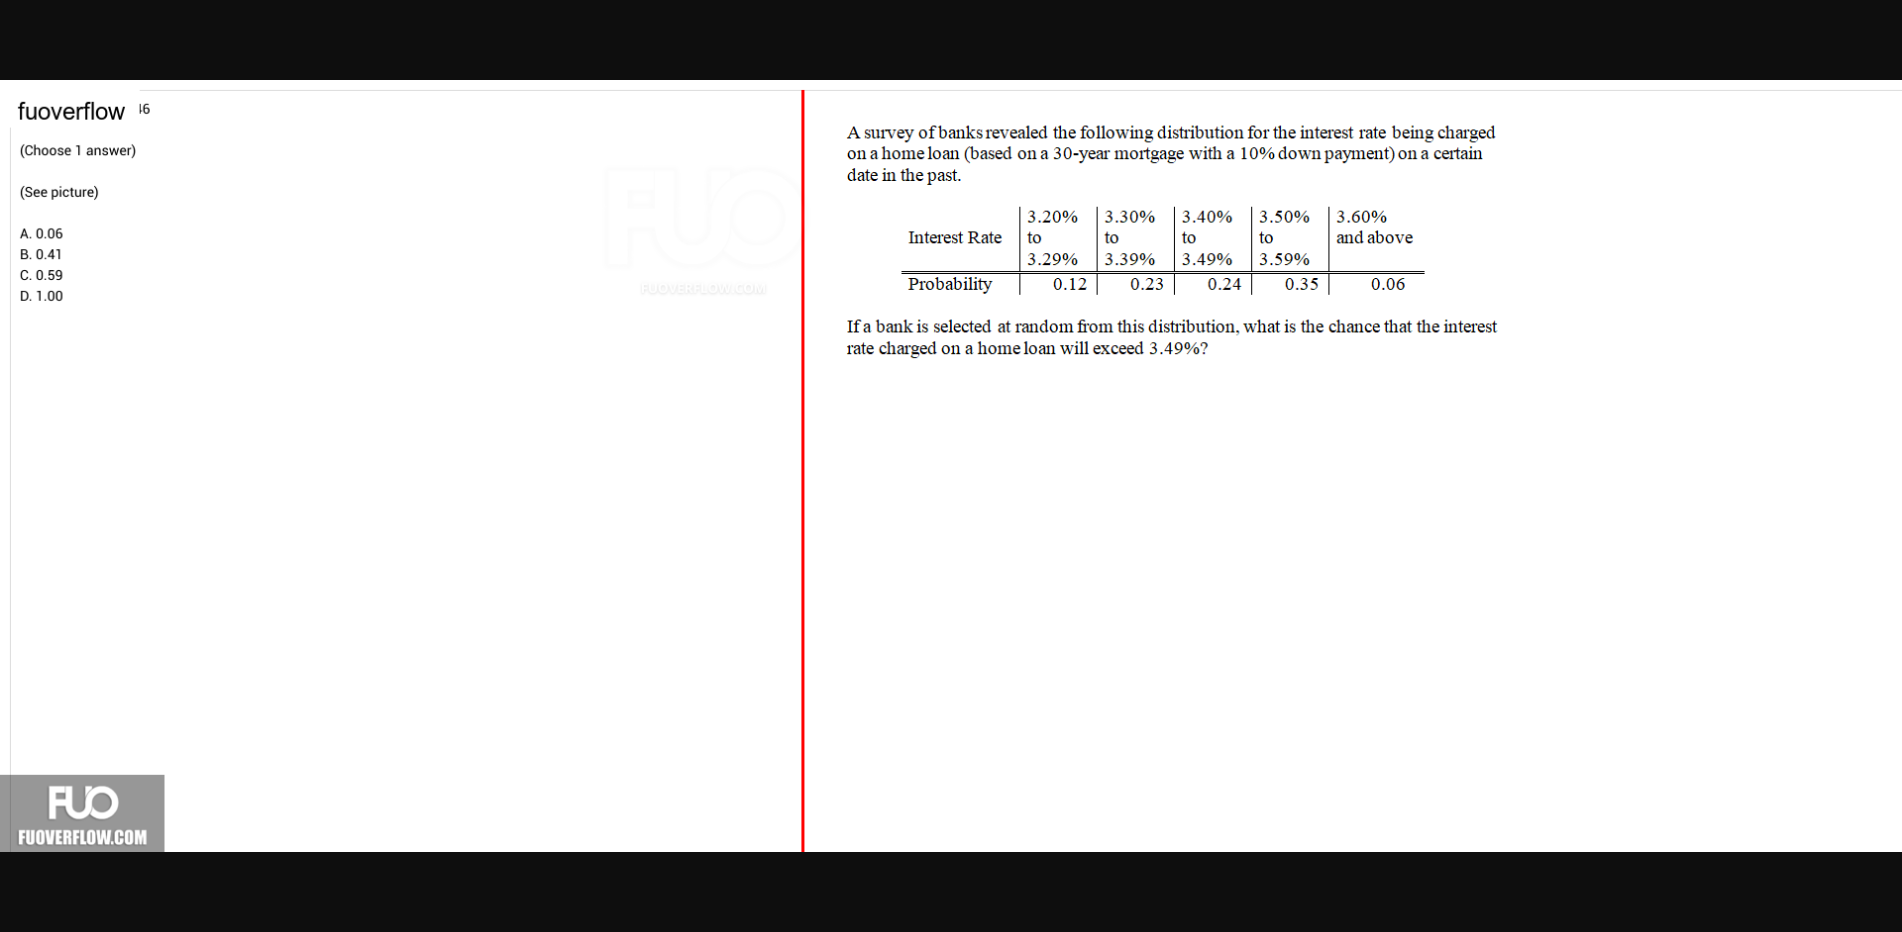 fuoverflow 46
(Choose 1 answer)
(See picture)
A. 0.06
B. 0.41
C. 0.59
D. 1.00
FUO
FUOVERFLOW.COM
A survey of banks revealed the following distribution for the interest rate being charged
on a home loan (based on a 30-year mortgage with a 10% down payment) on a certain
date in the past.
3.20% 3.30% 3.40% 3.50% 3.60%
Interest Rate to to to to and above
3.29% 3.39% 3.49% 3.59%
Probability 0.12 0.23 0.24 0.35 0.06
If a bank is selected at random from this distribution, what is the chance that the interest
rate charged on a home loan will exceed 3.49%?
FUO
FUOVERFLOW.COM